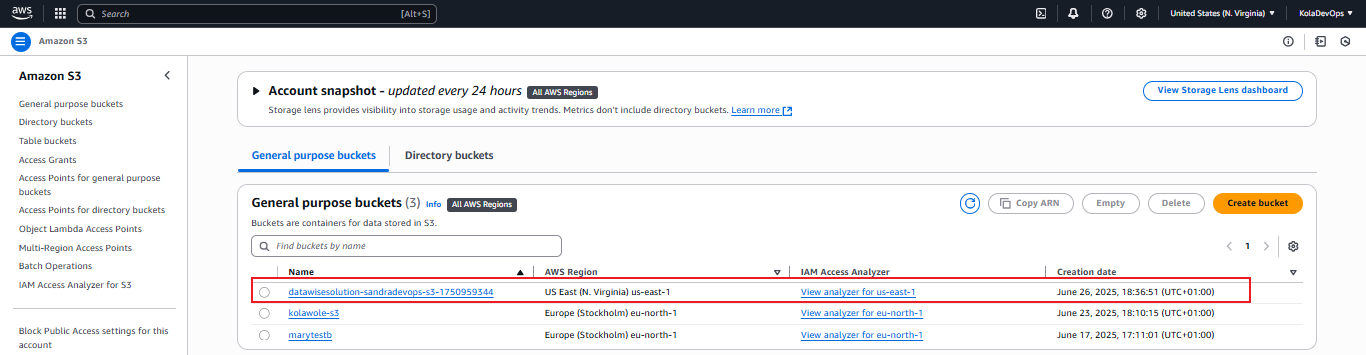 aws
Search [Alt+S] United States (N. Virginia) KolaDevOps
Amazon S3
Amazon S3
General purpose buckets
Directory buckets
Table buckets
Access Grants
Access Points for general purpose
buckets
Access Points for directory buckets
Object Lambda Access Points
Multi-Region Access Points
Batch Operations
IAM Access Analyzer for S3
Block Public Access settings for this
account
Account snapshot - updated every 24 hours All AWS Regions
View Storage Lens dashboard
Storage lens provides visibility into storage usage and activity trends. Metrics don't include directory buckets. Learn more
General purpose buckets Directory buckets
General purpose buckets (3) Info All AWS Regions
Copy ARN Empty Delete Create bucket
Buckets are containers for data stored in S3.
Find buckets by name
1
Name AWS Region IAM Access Analyzer Creation date
datawisesolution-sandradevops-s3-1750959344 US East (N. Virginia) us-east-1 View analyzer for us-east-1 June 26, 2025, 18:36:51 (UTC+01:00)
kolawole-s3 Europe (Stockholm) eu-north-1 View analyzer for eu-north-1 June 23, 2025, 18:10:15 (UTC+01:00)
marytestb Europe (Stockholm) eu-north-1 View analyzer for eu-north-1 June 17, 2025, 17:11:01 (UTC+01:00)